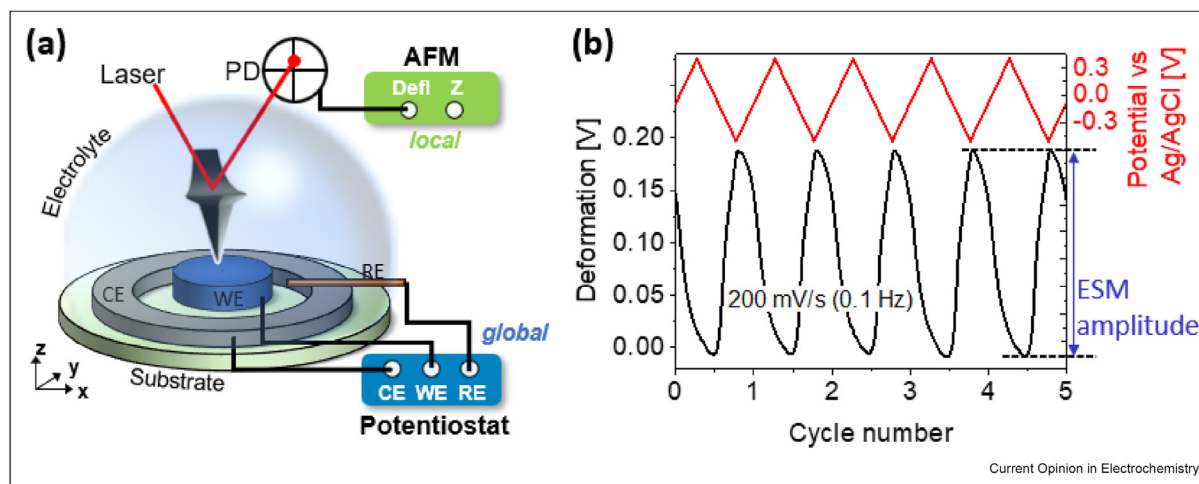 (a)
Laser
PD
AFM
Defl Z
local
Electrolyte
CE
WE
RE
global
z
y
x
Substrate
CE WE RE
Potentiostat
(b)
Deformation [V]
0.20
0.15
0.10
0.05
0.00
200 mV/s (0.1 Hz)
0 1 2 3 4 5
Cycle number
0.3
0.0
-0.3
Potential vs
Ag/AgCl [V]
ESM
amplitude
Current Opinion in Electrochemistry